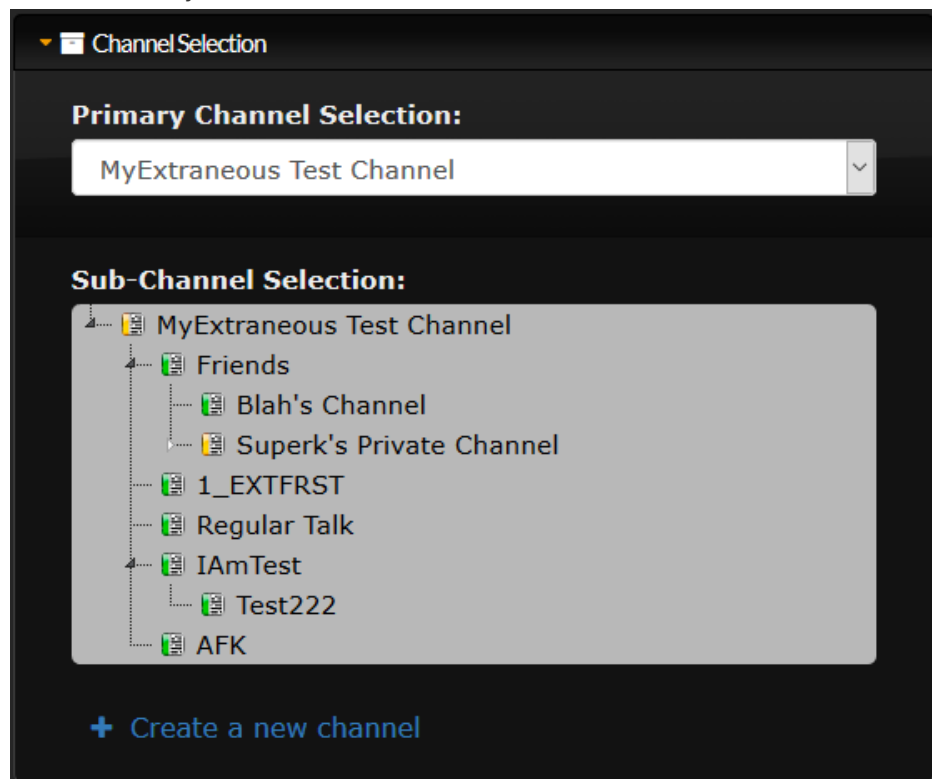 Channel Selection
Primary Channel Selection:
MyExtraneous Test Channel
Sub-Channel Selection:
MyExtraneous Test Channel
Friends
Blah's Channel
Superk's Private Channel
1_EXTFRST
Regular Talk
IAmTest
Test222
AFK
+ Create a new channel